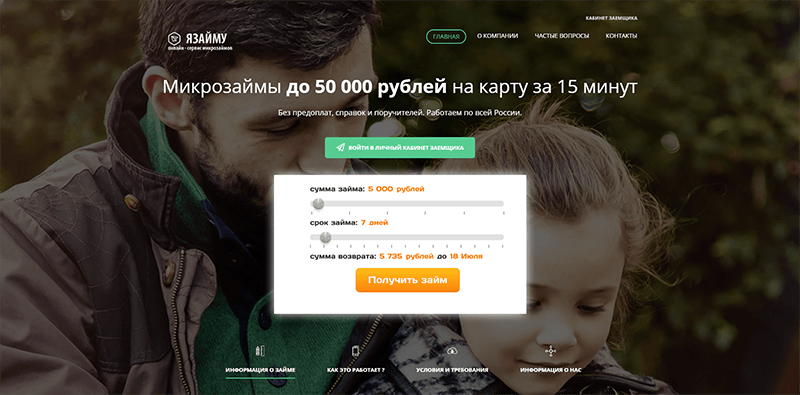 КАБИНЕТ ЗАЕМЩИКА
ЯЗАЙМУ
онлайн - сервис микрозаймов
ГЛАВНАЯ
О КОМПАНИИ
ЧАСТЫЕ ВОПРОСЫ
КОНТАКТЫ
Микрозаймы до 50 000 рублей на карту за 15 минут
Без предоплат, справок и поручителей. Работаем по всей России.
ВОЙТИ В ЛИЧНЫЙ КАБИНЕТ ЗАЕМЩИКА
сумма займа: 5 000 рублей
срок займа: 7 дней
сумма возврата: 5 735 рублей до 18 Июля
Получить займ
ИНФОРМАЦИЯ О ЗАЙМЕ
КАК ЭТО РАБОТАЕТ ?
УСЛОВИЯ И ТРЕБОВАНИЯ
ИНФОРМАЦИЯ О НАС